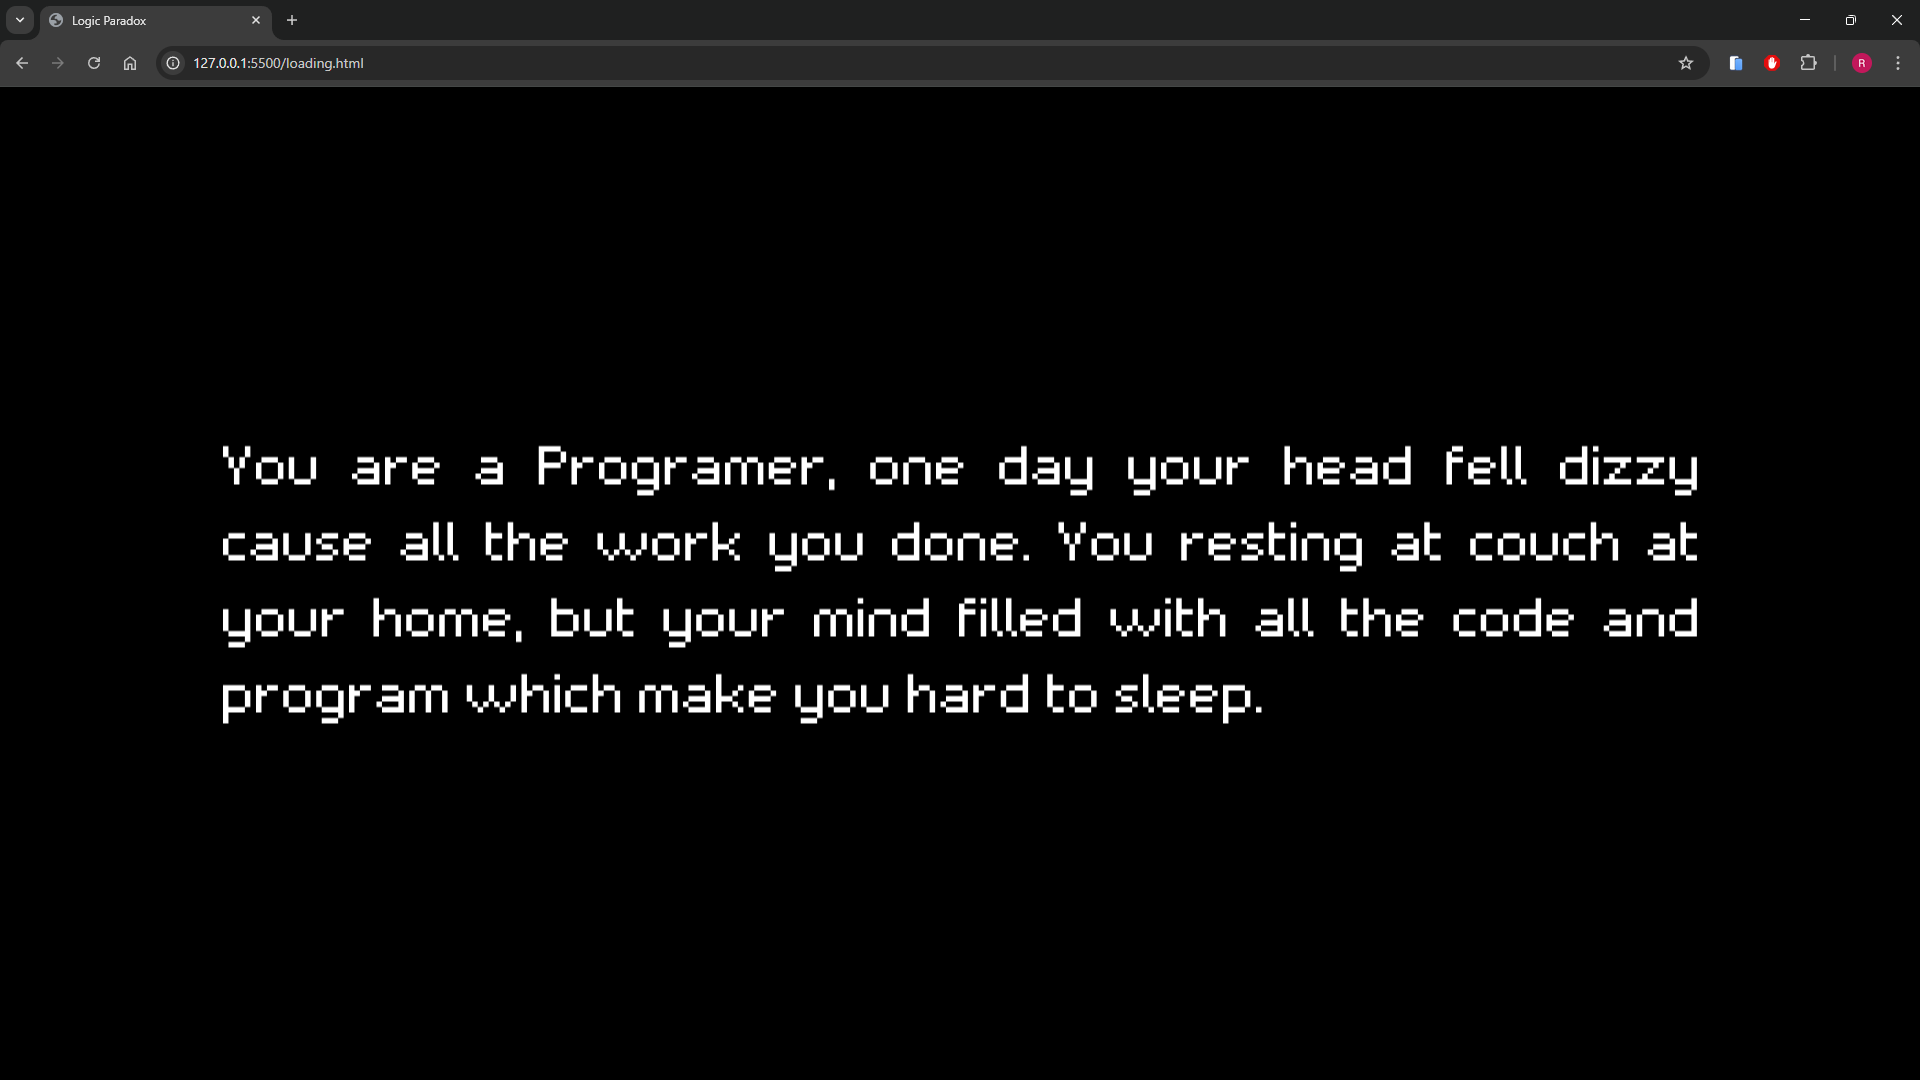 Logic Paradox
127.0.0.1:5500/loading.html
R
You are a Programer, one day your head fell dizzy
cause all the work you done. You resting at couch at
your home, but your mind filled with all the code and
program which make you hard to sleep.